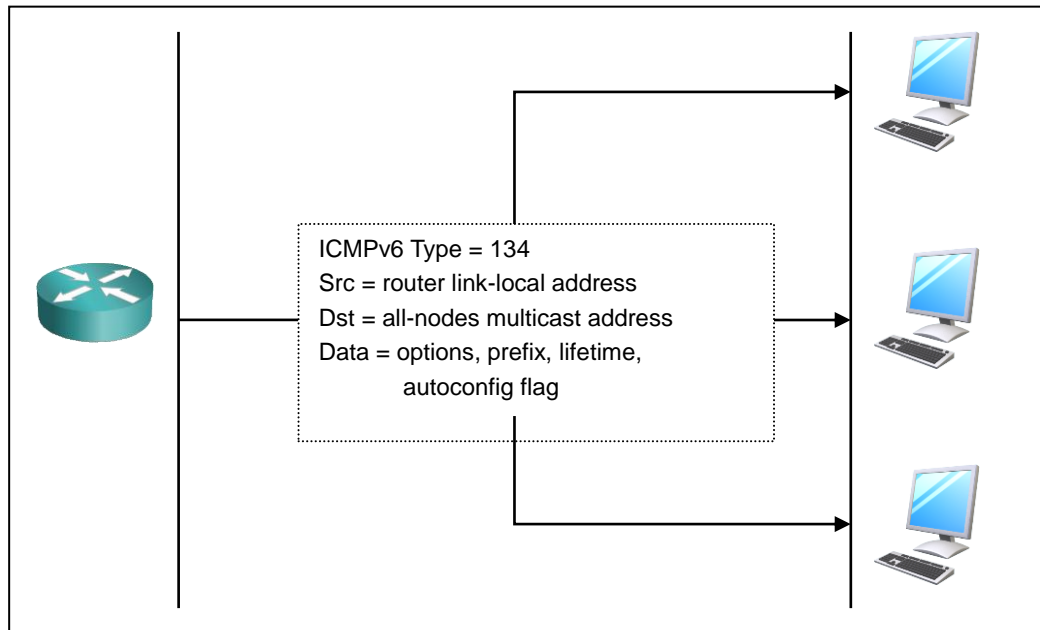 ICMPv6 Type = 134
Src = router link-local address
Dst = all-nodes multicast address
Data = options, prefix, lifetime,
autoconfig flag